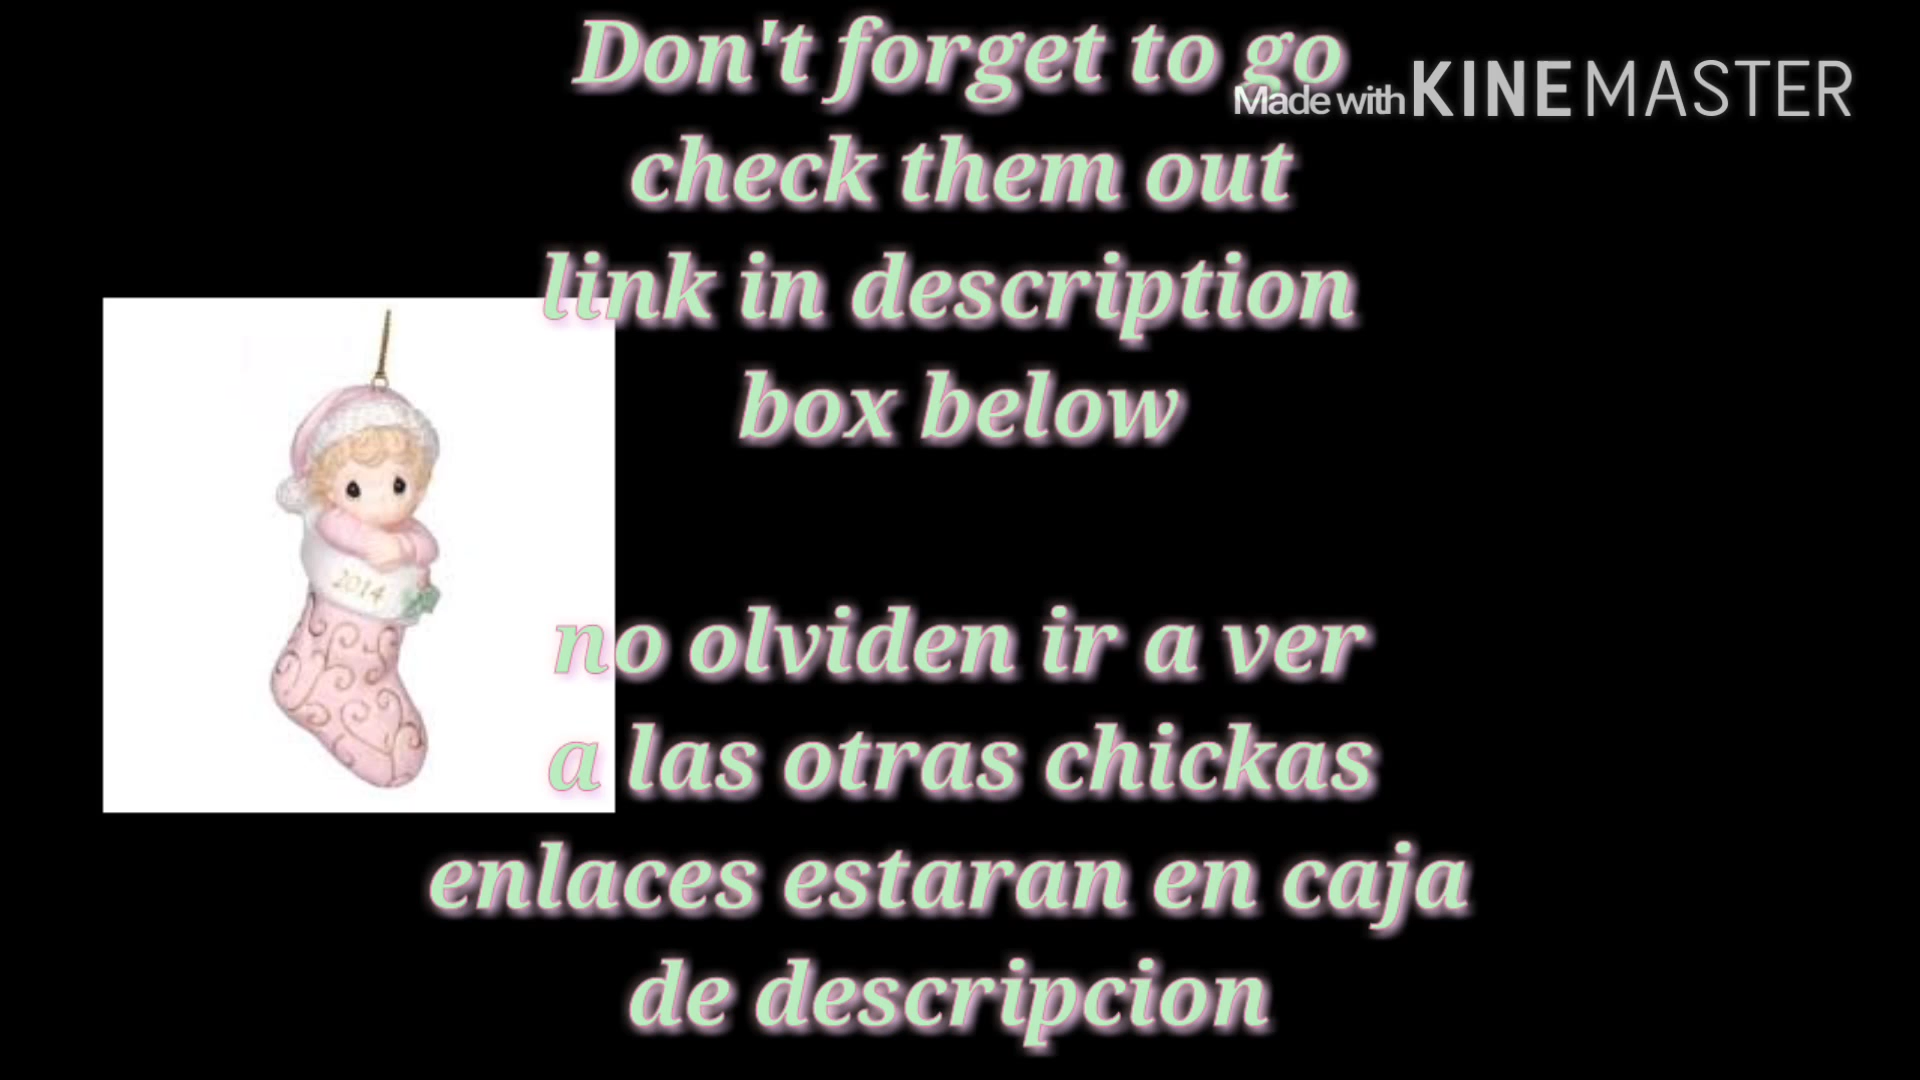 Don't forget to go
Made with KINEMASTER
check them out
link in description
box below
2014
no olviden ir a ver
a las otras chickas
enlaces estaran en caja
de descripcion